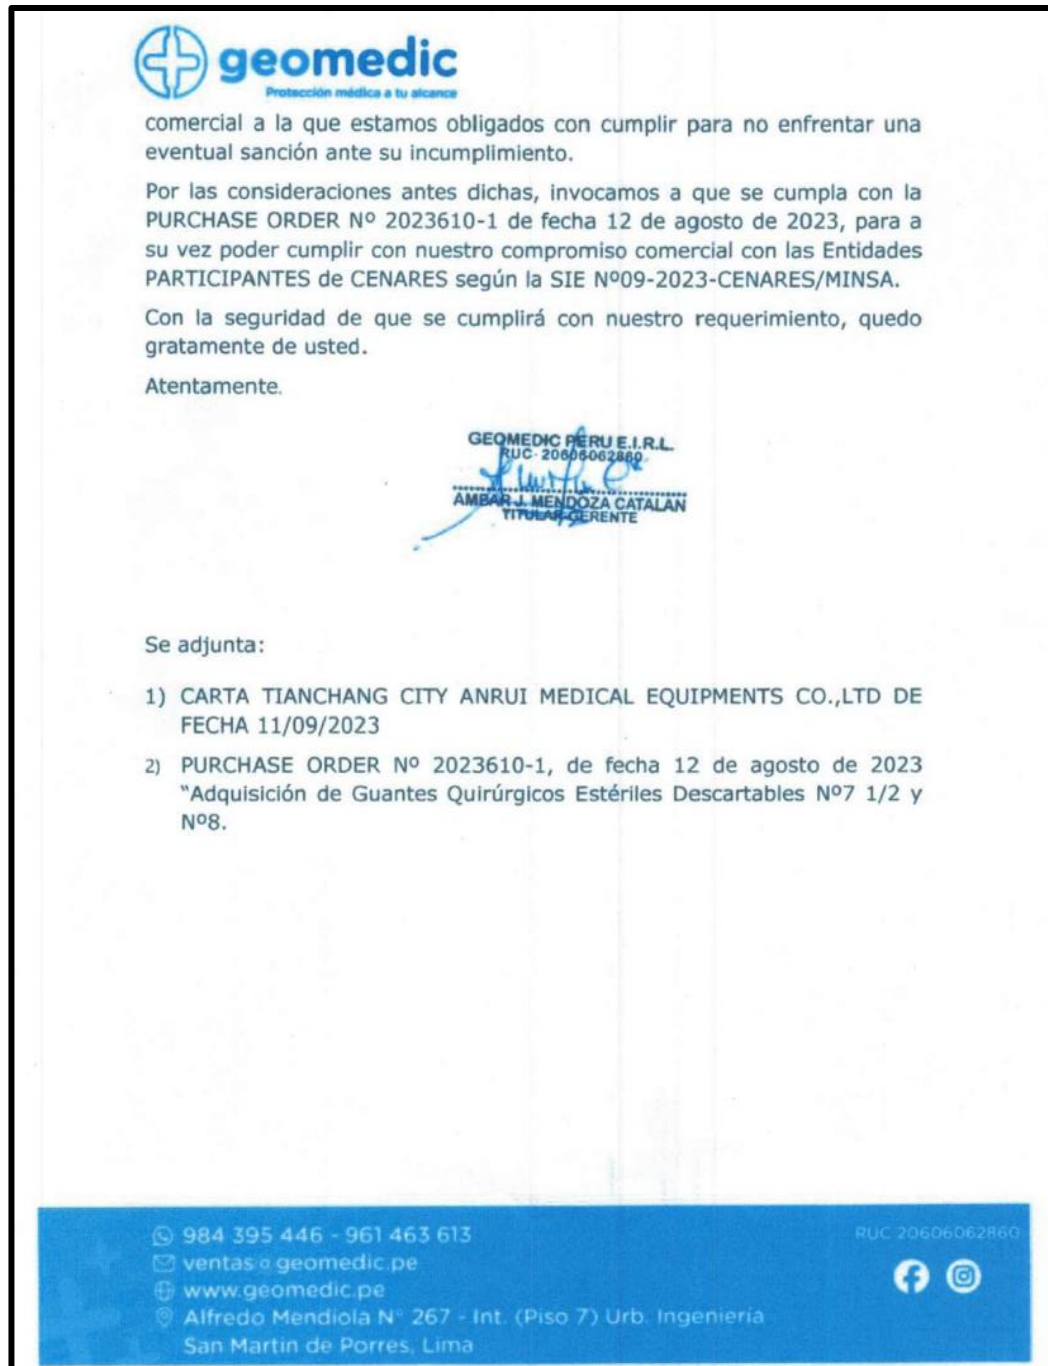 geomedic
Protección médica a tu alcance
comercial a la que estamos obligados con cumplir para no enfrentar una
eventual sanción ante su incumplimiento.
Por las consideraciones antes dichas, invocamos a que se cumpla con la
PURCHASE ORDER Nº 2023610-1 de fecha 12 de agosto de 2023, para a
su vez poder cumplir con nuestro compromiso comercial con las Entidades
PARTICIPANTES de CENARES según la SIE Nº09-2023-CENARES/MINSA.
Con la seguridad de que se cumplirá con nuestro requerimiento, quedo
gratamente de usted.
Atentamente.
GEOMEDIC PERU E.I.R.L.
RUC: 20606062860
AMBAR J. MENDOZA CATALAN
TITULAR-GERENTE
Se adjunta:
1) CARTA TIANCHANG CITY ANRUI MEDICAL EQUIPMENTS CO.,LTD DE
FECHA 11/09/2023
2) PURCHASE ORDER Nº 2023610-1, de fecha 12 de agosto de 2023
"Adquisición de Guantes Quirúrgicos Estériles Descartables Nº7 1/2 y
Nº8.
984 395 446 - 961 463 613
RUC 20606062860
ventas@geomedic.pe
www.geomedic.pe
Alfredo Mendiola N° 267 - Int. (Piso 7) Urb. Ingeniería
San Martin de Porres, Lima